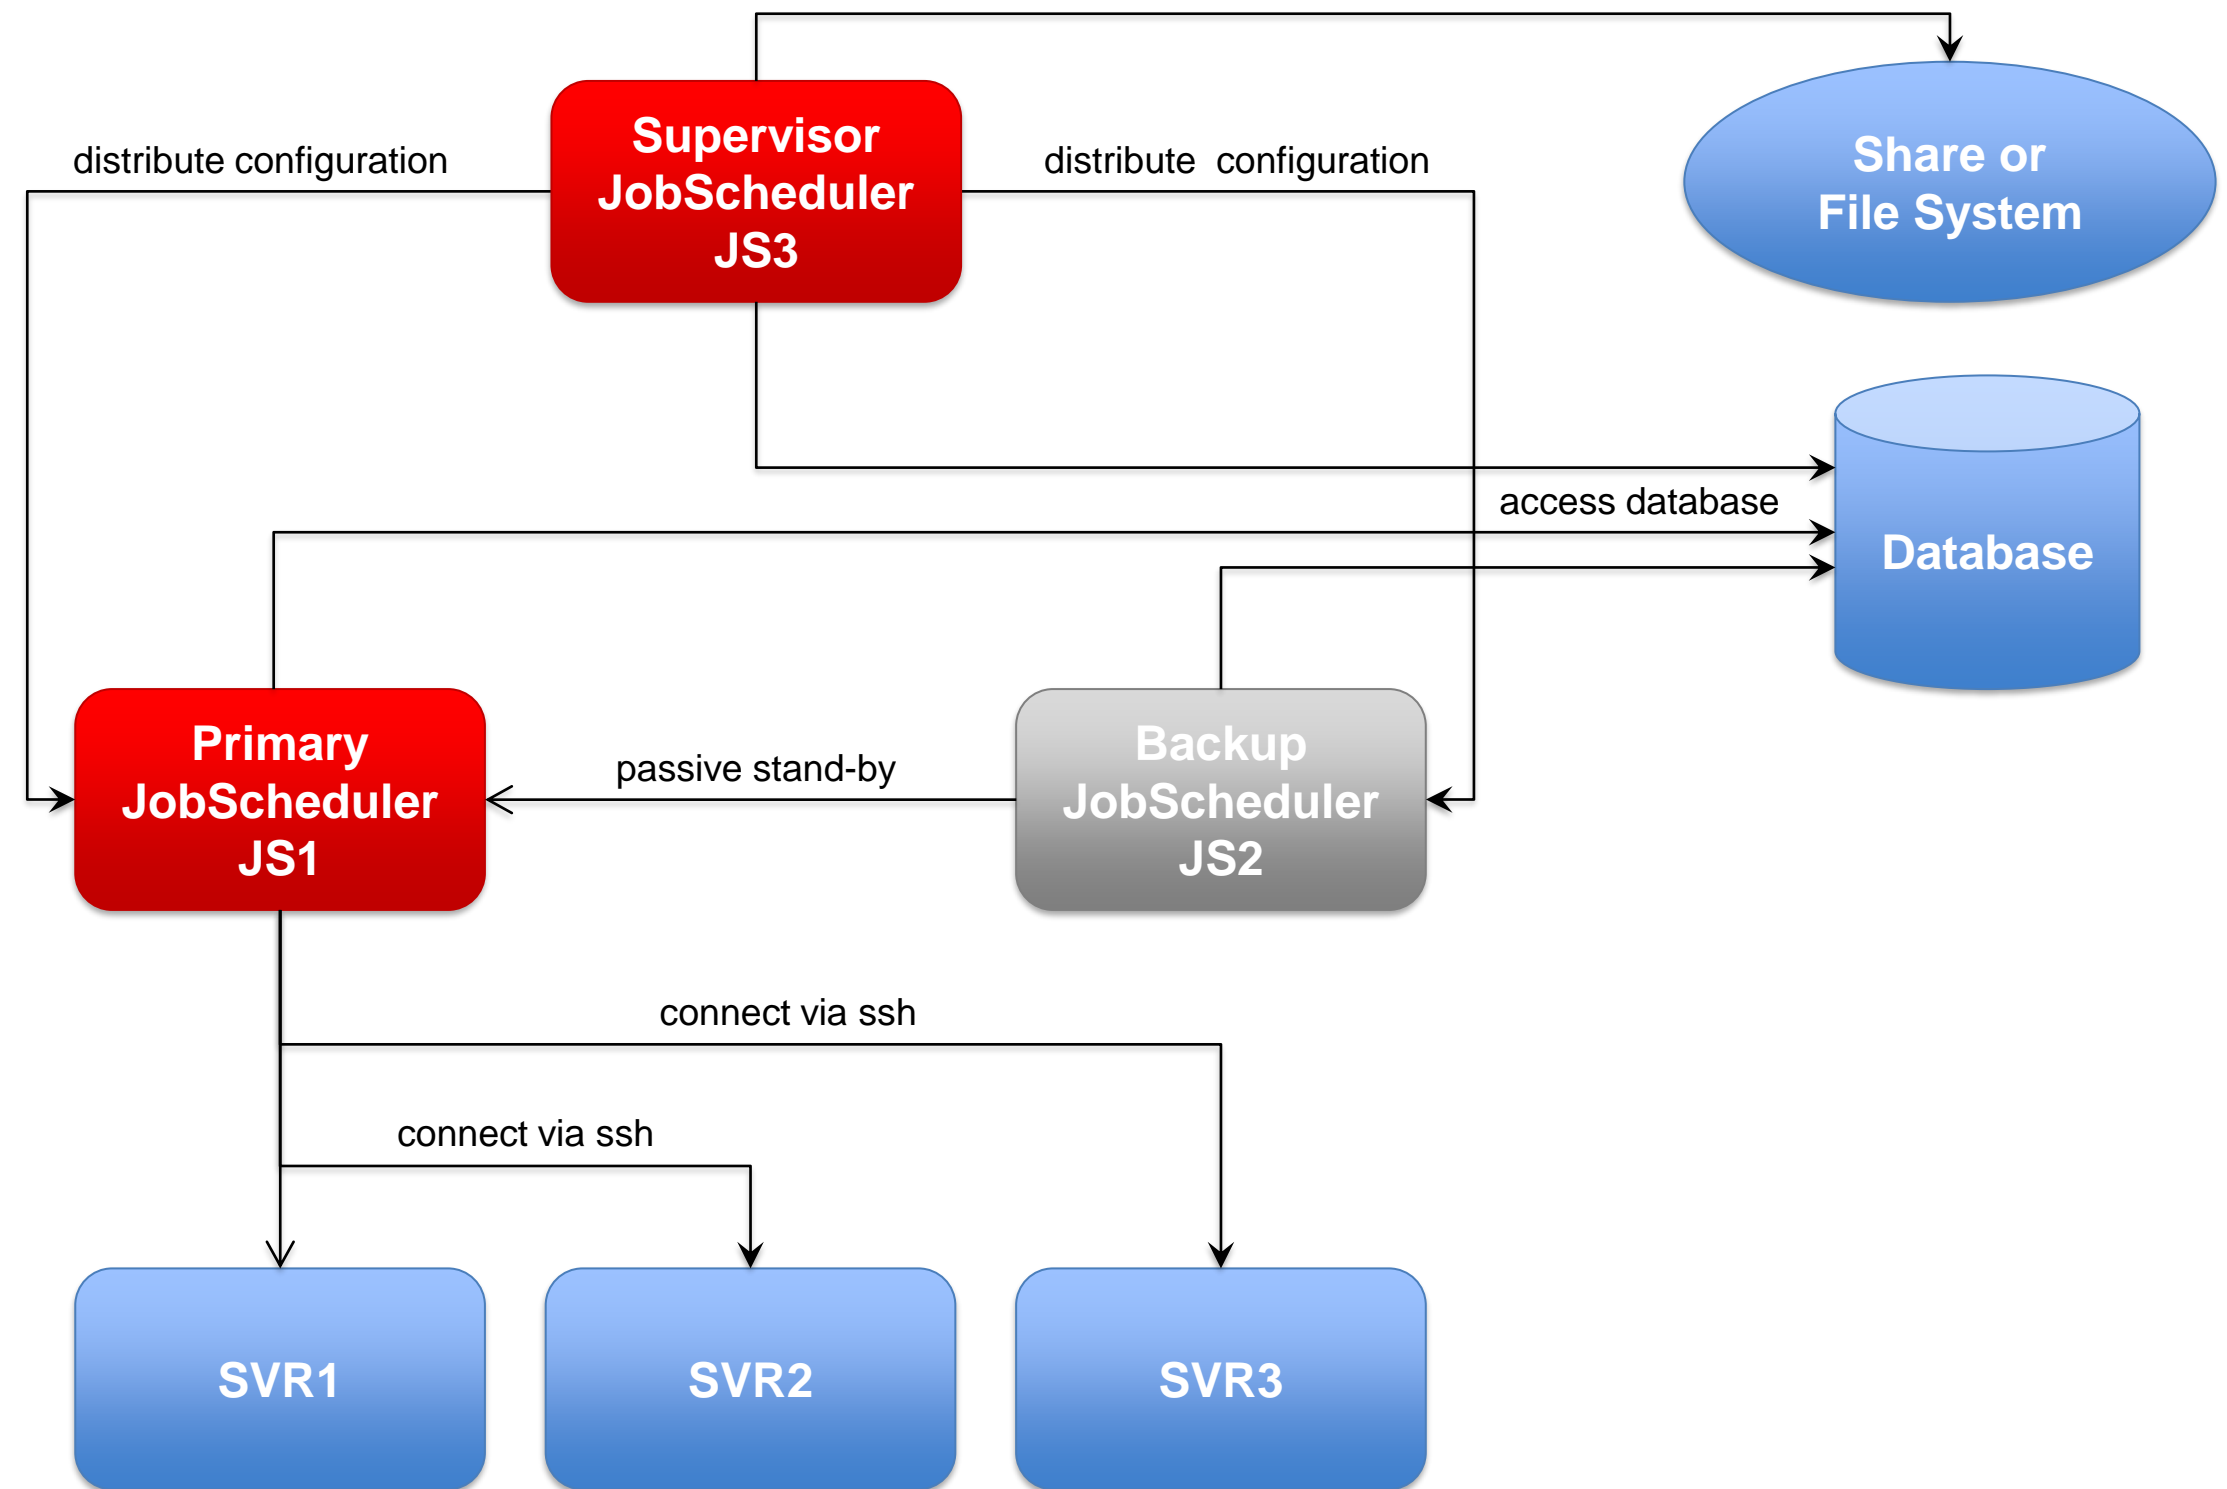 Supervisor
JobScheduler
JS3
distribute configuration
distribute  configuration
Share or
File System
access database
Database
Primary
JobScheduler
JS1
passive stand-by
Backup
JobScheduler
JS2
connect via ssh
connect via ssh
SVR1
SVR2
SVR3